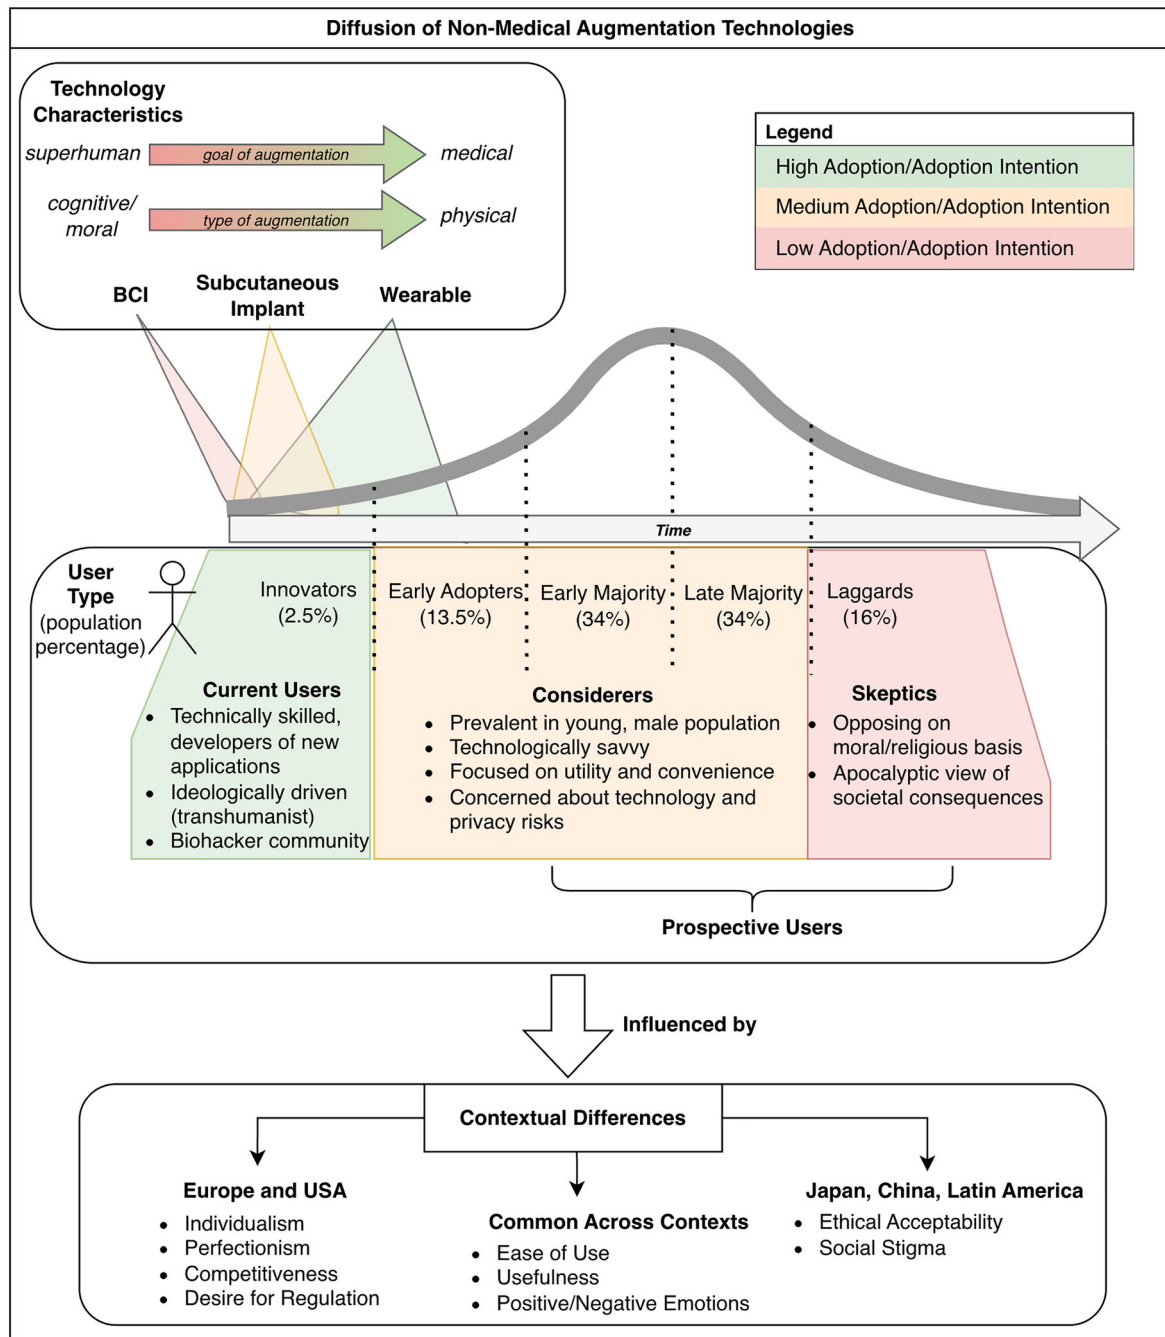 Diffusion of Non-Medical Augmentation Technologies
Technology
Characteristics
superhuman
goal of augmentation
medical
cognitive/
moral
type of augmentation
physical
BCI
Subcutaneous
Implant
Wearable
Legend
High Adoption/Adoption Intention
Medium Adoption/Adoption Intention
Low Adoption/Adoption Intention
Time
User
Type
(population
percentage)
Innovators
(2.5%)
Early Adopters
(13.5%)
Early Majority
(34%)
Late Majority
(34%)
Laggards
(16%)
Current Users
• Technically skilled,
developers of new
applications
• Ideologically driven
(transhumanist)
• Biohacker community
Considerers
• Prevalent in young, male population
• Technologically savvy
• Focused on utility and convenience
• Concerned about technology and
privacy risks
Skeptics
• Opposing on
moral/religious basis
• Apocalyptic view of
societal consequences
Prospective Users
Influenced by
Contextual Differences
Europe and USA
• Individualism
• Perfectionism
• Competitiveness
• Desire for Regulation
Common Across Contexts
• Ease of Use
• Usefulness
• Positive/Negative Emotions
Japan, China, Latin America
• Ethical Acceptability
• Social Stigma